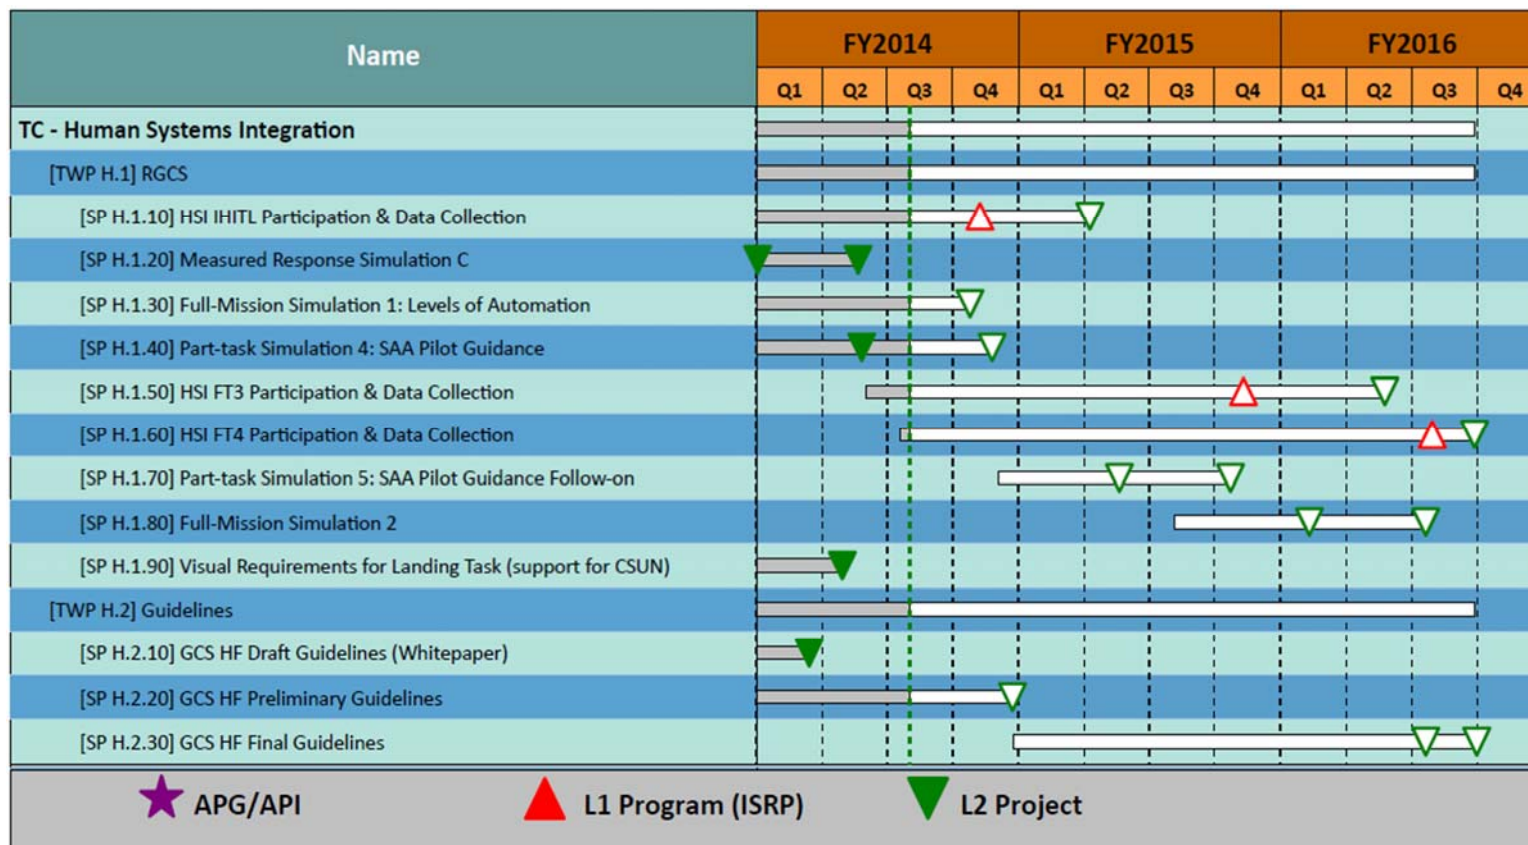 Name
FY2014 FY2015 FY2016
Q1 Q2 Q3 Q4 Q1 Q2 Q3 Q4 Q1 Q2 Q3 Q4
TC - Human Systems Integration
[TWP H.1] RGCS
[SP H.1.10] HSI IHITL Participation & Data Collection
[SP H.1.20] Measured Response Simulation C
[SP H.1.30] Full-Mission Simulation 1: Levels of Automation
[SP H.1.40] Part-task Simulation 4: SAA Pilot Guidance
[SP H.1.50] HSI FT3 Participation & Data Collection
[SP H.1.60] HSI FT4 Participation & Data Collection
[SP H.1.70] Part-task Simulation 5: SAA Pilot Guidance Follow-on
[SP H.1.80] Full-Mission Simulation 2
[SP H.1.90] Visual Requirements for Landing Task (support for CSUN)
[TWP H.2] Guidelines
[SP H.2.10] GCS HF Draft Guidelines (Whitepaper)
[SP H.2.20] GCS HF Preliminary Guidelines
[SP H.2.30] GCS HF Final Guidelines
APG/API L1 Program (ISRP) L2 Project